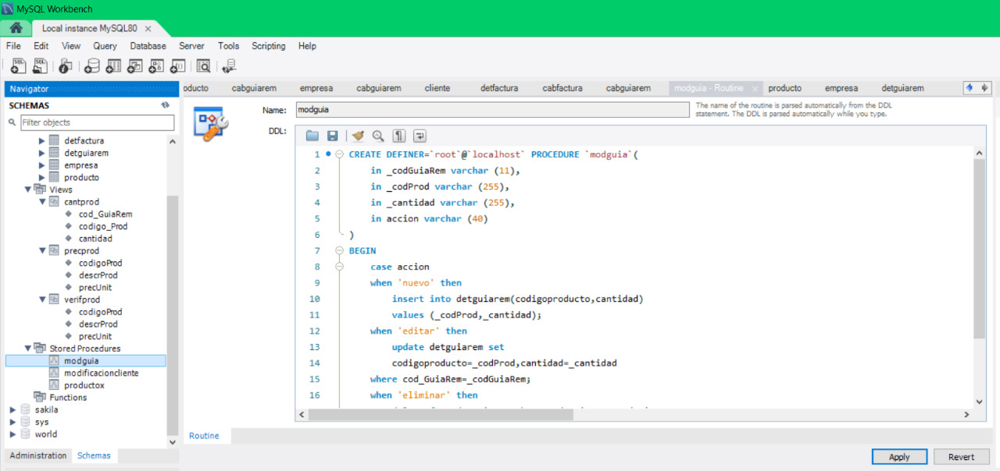 MySQL Workbench
Local instance MySQL80
File Edit View Query Database Server Tools Scripting Help
Navigator
SCHEMAS
Filter objects
detfactura
detguiarem
empresa
producto
Views
cantprod
cod_GuiaRem
codigo_Prod
cantidad
precprod
codigoProd
descrProd
precUnit
verifprod
codigoProd
descrProd
precUnit
Stored Procedures
modguia
modificacioncliente
productox
Functions
sakila
sys
world
Administration Schemas
oducto cabguiarem empresa cabguiarem cliente detfactura cabfactura cabguiarem modguia - Routine producto empresa detguiarem
Name: modguia
The name of the routine is parsed automatically from the DDL
statement. The DDL is parsed automatically while you type.
DDL:
1 CREATE DEFINER=`root`@`localhost` PROCEDURE `modguia`(
2 in _codGuiaRem varchar (11),
3 in _codProd varchar (255),
4 in _cantidad varchar (255),
5 in accion varchar (40)
6 )
7 BEGIN
8 case accion
9 when 'nuevo' then
10 insert into detguiarem(codigoproducto,cantidad)
11 values (_codProd,_cantidad);
12 when 'editar' then
13 update detguiarem set
14 codigoproducto=_codProd,cantidad=_cantidad
15 where cod_GuiaRem=_codGuiaRem;
16 when 'eliminar' then
Routine
Apply Revert